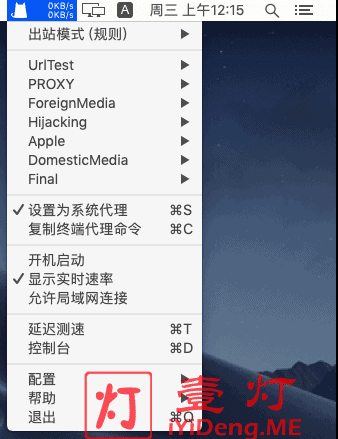 0KB/s
0KB/s
A
周三 上午12:15
出站模式 (规则)
UrlTest
PROXY
ForeignMedia
Hijacking
Apple
DomesticMedia
Final
设置为系统代理 ⌘S
复制终端代理命令 ⌘C
开机启动
显示实时速率
允许局域网连接
延迟测速 ⌘T
控制台 ⌘D
配置
帮助
退出 ⌘Q
灯
壹灯
iYiDeng.ME